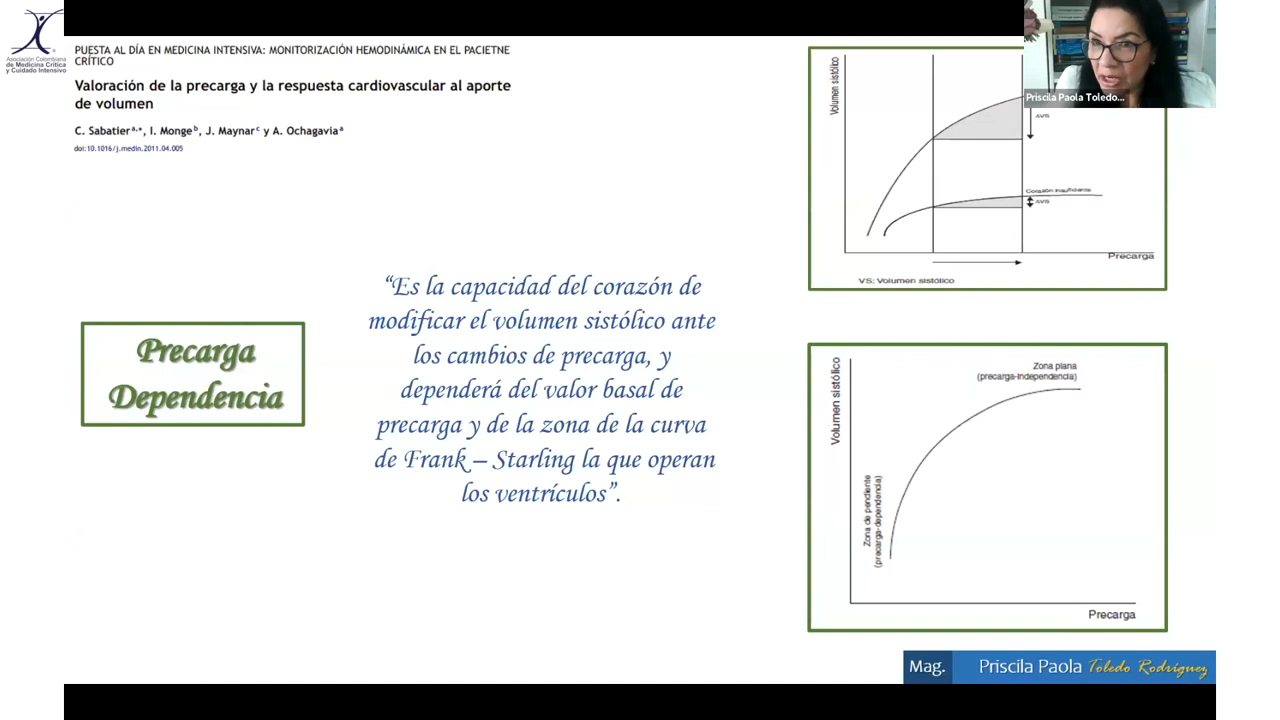 Asociación Colombiana
de Medicina Crítica
y Cuidado Intensivo
PUESTA AL DÍA EN MEDICINA INTENSIVA: MONITORIZACIÓN HEMODINÁMICA EN EL PACIETNE
CRÍTICO
Valoración de la precarga y la respuesta cardiovascular al aporte
de volumen
C. Sabatier a,*, I. Monge b, J. Maynar c y A. Ochagavia a
doi:10.1016/j.medin.2011.04.005
Precarga
Dependencia
“Es la capacidad del corazón de
modificar el volumen sistólico ante
los cambios de precarga, y
dependerá del valor basal de
precarga y de la zona de la curva
de Frank – Starling la que operan
los ventrículos”.
Priscila Paola Toledo...
Volumen sistólico
ΔVS
Corazón insuficiente
ΔVS
Precarga
VS: Volumen sistólico
Volumen sistólico
Zona plana
(precarga-independencia)
Zona de pendiente
(precarga-dependencia)
Precarga
Mag. Priscila Paola Toledo Rodríguez